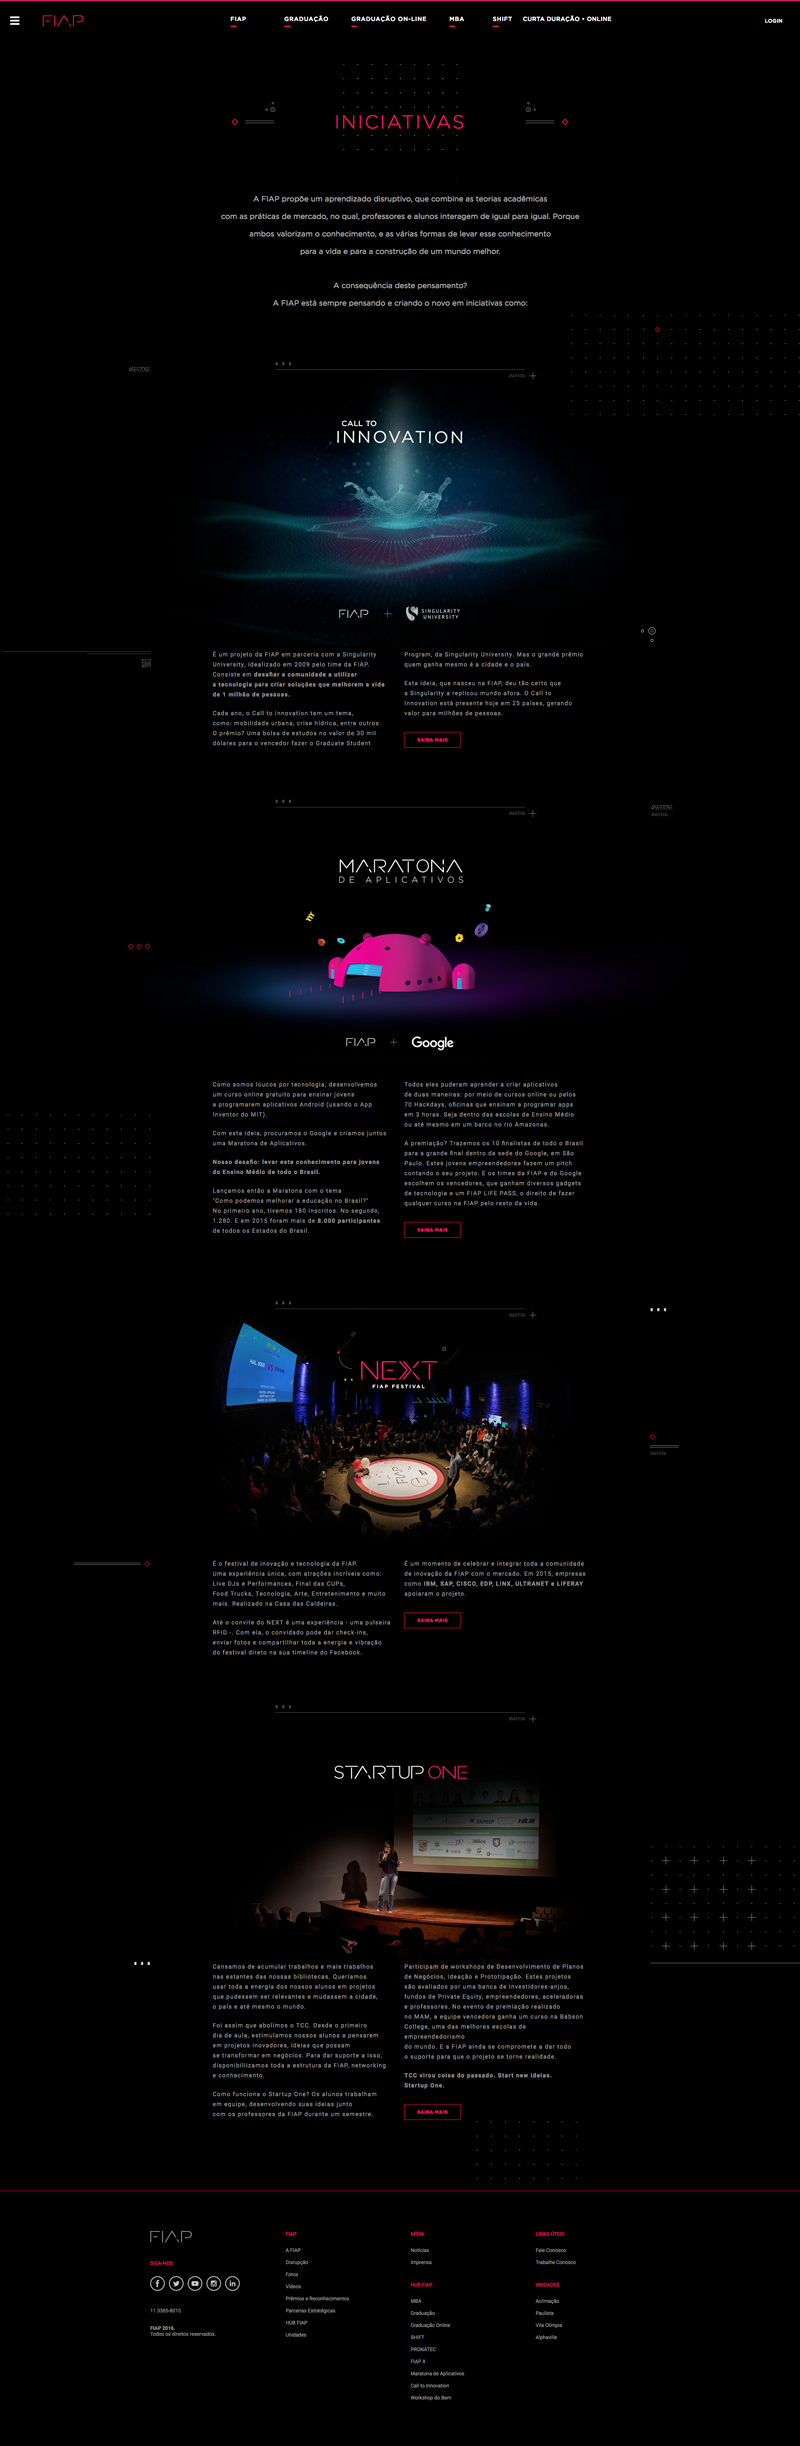 FIAP
FIAP GRADUAÇÃO GRADUAÇÃO ON-LINE MBA SHIFT CURTA DURAÇÃO • ONLINE
LOGIN
INICIATIVAS
A FIAP propõe um aprendizado disruptivo, que combine as teorias acadêmicas
com as práticas de mercado, no qual, professores e alunos interagem de igual para igual. Porque
ambos valorizam o conhecimento, e as várias formas de levar esse conhecimento
para a vida e para a construção de um mundo melhor.
A consequência deste pensamento?
A FIAP está sempre pensando e criando o novo em iniciativas como:
CALL TO
INNOVATION
FIAP + SINGULARITY
UNIVERSITY
É um projeto da FIAP em parceria com a Singularity
University, idealizado em 2009 pelo time da FIAP.
Consiste em desafiar a comunidade a utilizar
a tecnologia para criar soluções que melhorem a vida
de 1 milhão de pessoas.
Cada ano, o Call to Innovation tem um tema,
como: mobilidade urbana, crise hídrica, entre outros.
O prêmio? Uma bolsa de estudos no valor de 30 mil
dólares para o vencedor fazer o Graduate Student
Program, da Singularity University. Mas o grande prêmio
quem ganha mesmo é a cidade e o país.
Esta ideia, que nasceu na FIAP, deu tão certo que
a Singularity a replicou mundo afora. O Call to
Innovation está presente hoje em 25 países, gerando
valor para milhões de pessoas.
SAIBA MAIS
MARATONA
DE APLICATIVOS
FIAP + Google
Como somos loucos por tecnologia, desenvolvemos
um curso online gratuito para ensinar jovens
a programarem aplicativos Android (usando o App
Inventor do MIT).
Com esta ideia, procuramos o Google e criamos juntos
uma Maratona de Aplicativos.
Nosso desafio: levar este conhecimento para jovens
do Ensino Médio de todo o Brasil.
Lançamos então a Maratona com o tema
"Como podemos melhorar a educação no Brasil?"
No primeiro ano, tivemos 180 inscritos. No segundo,
1.280. E em 2015 foram mais de 8.000 participantes
de todos os Estados do Brasil.
Todos eles puderam aprender a criar aplicativos
de duas maneiras: por meio de cursos online ou pelos
70 Hackdays, oficinas que ensinam a programar apps
em 3 horas. Seja dentro das escolas de Ensino Médio
ou até mesmo em um barco no rio Amazonas.
A premiação? Trazemos os 10 finalistas de todo o Brasil
para a grande final dentro da sede do Google, em São
Paulo. Estes jovens empreendedores fazem um pitch
contando o seu projeto. E os times da FIAP e do Google
escolhem os vencedores, que ganham diversos gadgets
de tecnologia e um FIAP LIFE PASS, o direito de fazer
qualquer curso na FIAP pelo resto da vida.
SAIBA MAIS
NEXT
FIAP FESTIVAL
É o festival de inovação e tecnologia da FIAP.
Uma experiência única, com atrações incríveis como:
Live DJs e Performances, Final das CUPs,
Food Trucks, Tecnologia, Arte, Entretenimento e muito
mais. Realizado na Casa das Caldeiras.
Até o convite do NEXT é uma experiência - uma pulseira
RFID -. Com ela, o convidado pode dar check-ins,
enviar fotos e compartilhar toda a energia e vibração
do festival direto na sua timeline do Facebook.
É um momento de celebrar e integrar toda a comunidade
de inovação da FIAP com o mercado. Em 2015, empresas
como IBM, SAP, CISCO, EDP, LINX, ULTRANET e LIFERAY
apoiaram o projeto.
SAIBA MAIS
STARTUP ONE
Cansamos de acumular trabalhos e mais trabalhos
nas estantes das nossas bibliotecas. Queríamos
usar toda a energia dos nossos alunos em projetos
que pudessem ser relevantes e mudassem a cidade,
o país e até mesmo o mundo.
Foi assim que abolimos o TCC. Desde o primeiro
dia de aula, estimulamos nossos alunos a pensarem
em projetos inovadores, ideias que possam
se transformar em negócios. Para dar suporte a isso,
disponibilizamos toda a estrutura da FIAP, networking
e conhecimento.
Como funciona o Startup One? Os alunos trabalham
em equipe, desenvolvendo suas ideias junto
com os professores da FIAP durante um semestre.
Participam de workshops de Desenvolvimento de Planos
de Negócios, Ideação e Prototipação. Estes projetos
são avaliados por uma banca de investidores-anjos,
fundos de Private Equity, empreendedores, aceleradoras
e professores. No evento de premiação realizado
no MAM, a equipe vencedora ganha um curso na Babson
College, uma das melhores escolas de
empreendedorismo
do mundo. E a FIAP ainda se compromete a dar todo
o suporte para que o projeto se torne realidade.
TCC virou coisa do passado. Start new ideias.
Startup One.
SAIBA MAIS
FIAP
SIGA-NOS
11 3385-8010
FIAP 2016.
Todos os direitos reservados.
FIAP
A FIAP
Disrupção
Fotos
Vídeos
Prêmios e Reconhecimentos
Parcerias Estratégicas
HUB FIAP
Unidades
MÍDIA
Notícias
Imprensa
HUB FIAP
MBA
Graduação
Graduação Online
SHIFT
PRONATEC
FIAP X
Maratona de Aplicativos
Call to Innovation
Workshop do Bem
LINKS ÚTEIS
Fale Conosco
Trabalhe Conosco
UNIDADES
Aclimação
Paulista
Vila Olímpia
Alphaville